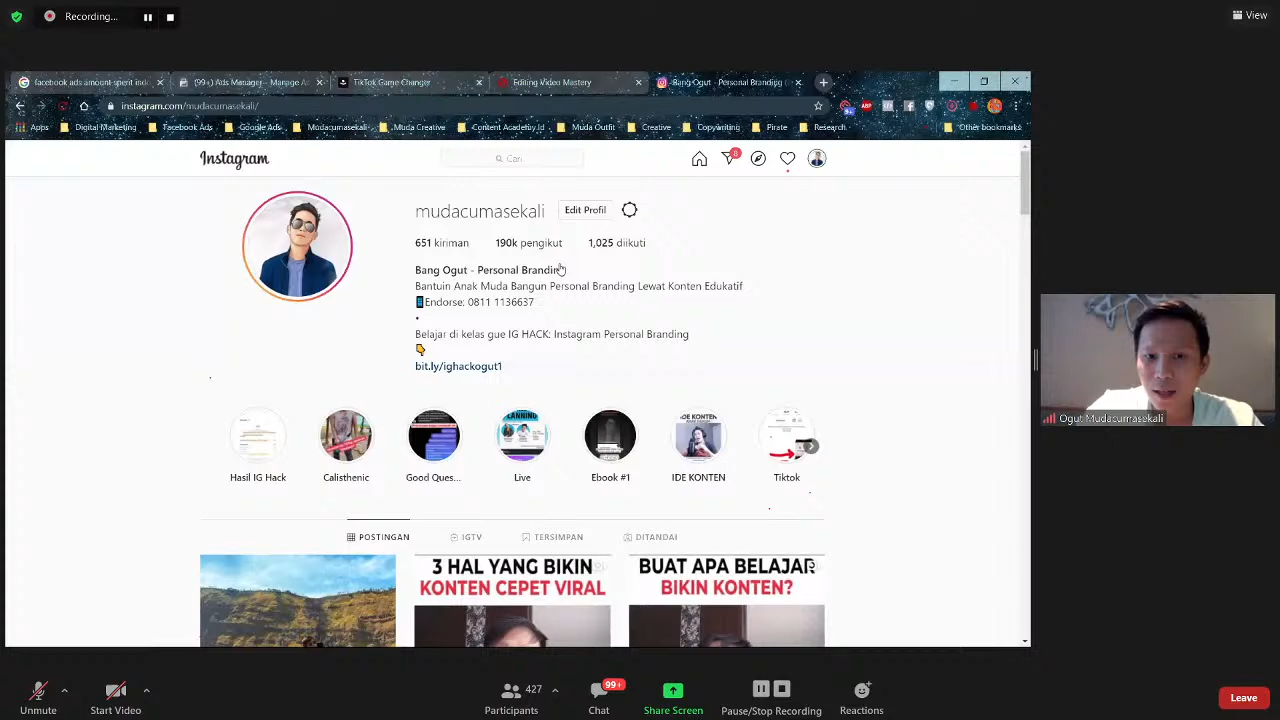 Recording...
View
facebook ads amount spent indo
(99+) Ads Manager - Manage A
TikTok Game Changer
Editing Video Mastery
Bang Ogut - Personal Branding
instagram.com/mudacumasekali/
ABP
Apps
Digital Marketing
Facebook Ads
Google Ads
Mudacumasekali
Muda Creative
Content Academy Id
Muda Outfit
Creative
Copywriting
Pirate
Research
Other bookmarks
Instagram
Cari
8
mudacumasekali
Edit Profil
651 kiriman
190k pengikut
1,025 diikuti
Bang Ogut - Personal Branding
Bantuin Anak Muda Bangun Personal Branding Lewat Konten Edukatif
📱Endorse: 0811 1136637
•
Belajar di kelas gue IG HACK: Instagram Personal Branding
👇
bit.ly/ighackogut1
LANNING
IDE KONTEN
Hasil IG Hack
Calisthenic
Good Ques...
Live
Ebook #1
IDE KONTEN
Tiktok
POSTINGAN
IGTV
TERSIMPAN
DITANDAI
3 HAL YANG BIKIN
KONTEN CEPET VIRAL
BUAT APA BELAJAR
BIKIN KONTEN?
Ogut Mudacumasekali
Unmute
Start Video
427
Participants
99+
Chat
Share Screen
Pause/Stop Recording
Reactions
Leave